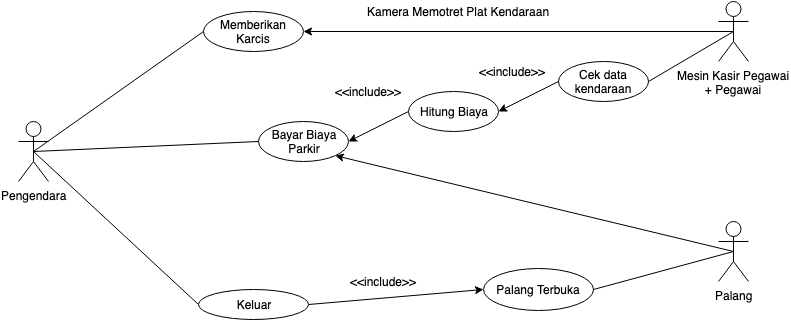 Kamera Memotret Plat Kendaraan
Memberikan
Karcis
<<include>>
Cek data
kendaraan
Mesin Kasir Pegawai
+ Pegawai
<<include>>
Hitung Biaya
Bayar Biaya
Parkir
Pengendara
<<include>>
Palang Terbuka
Keluar
Palang